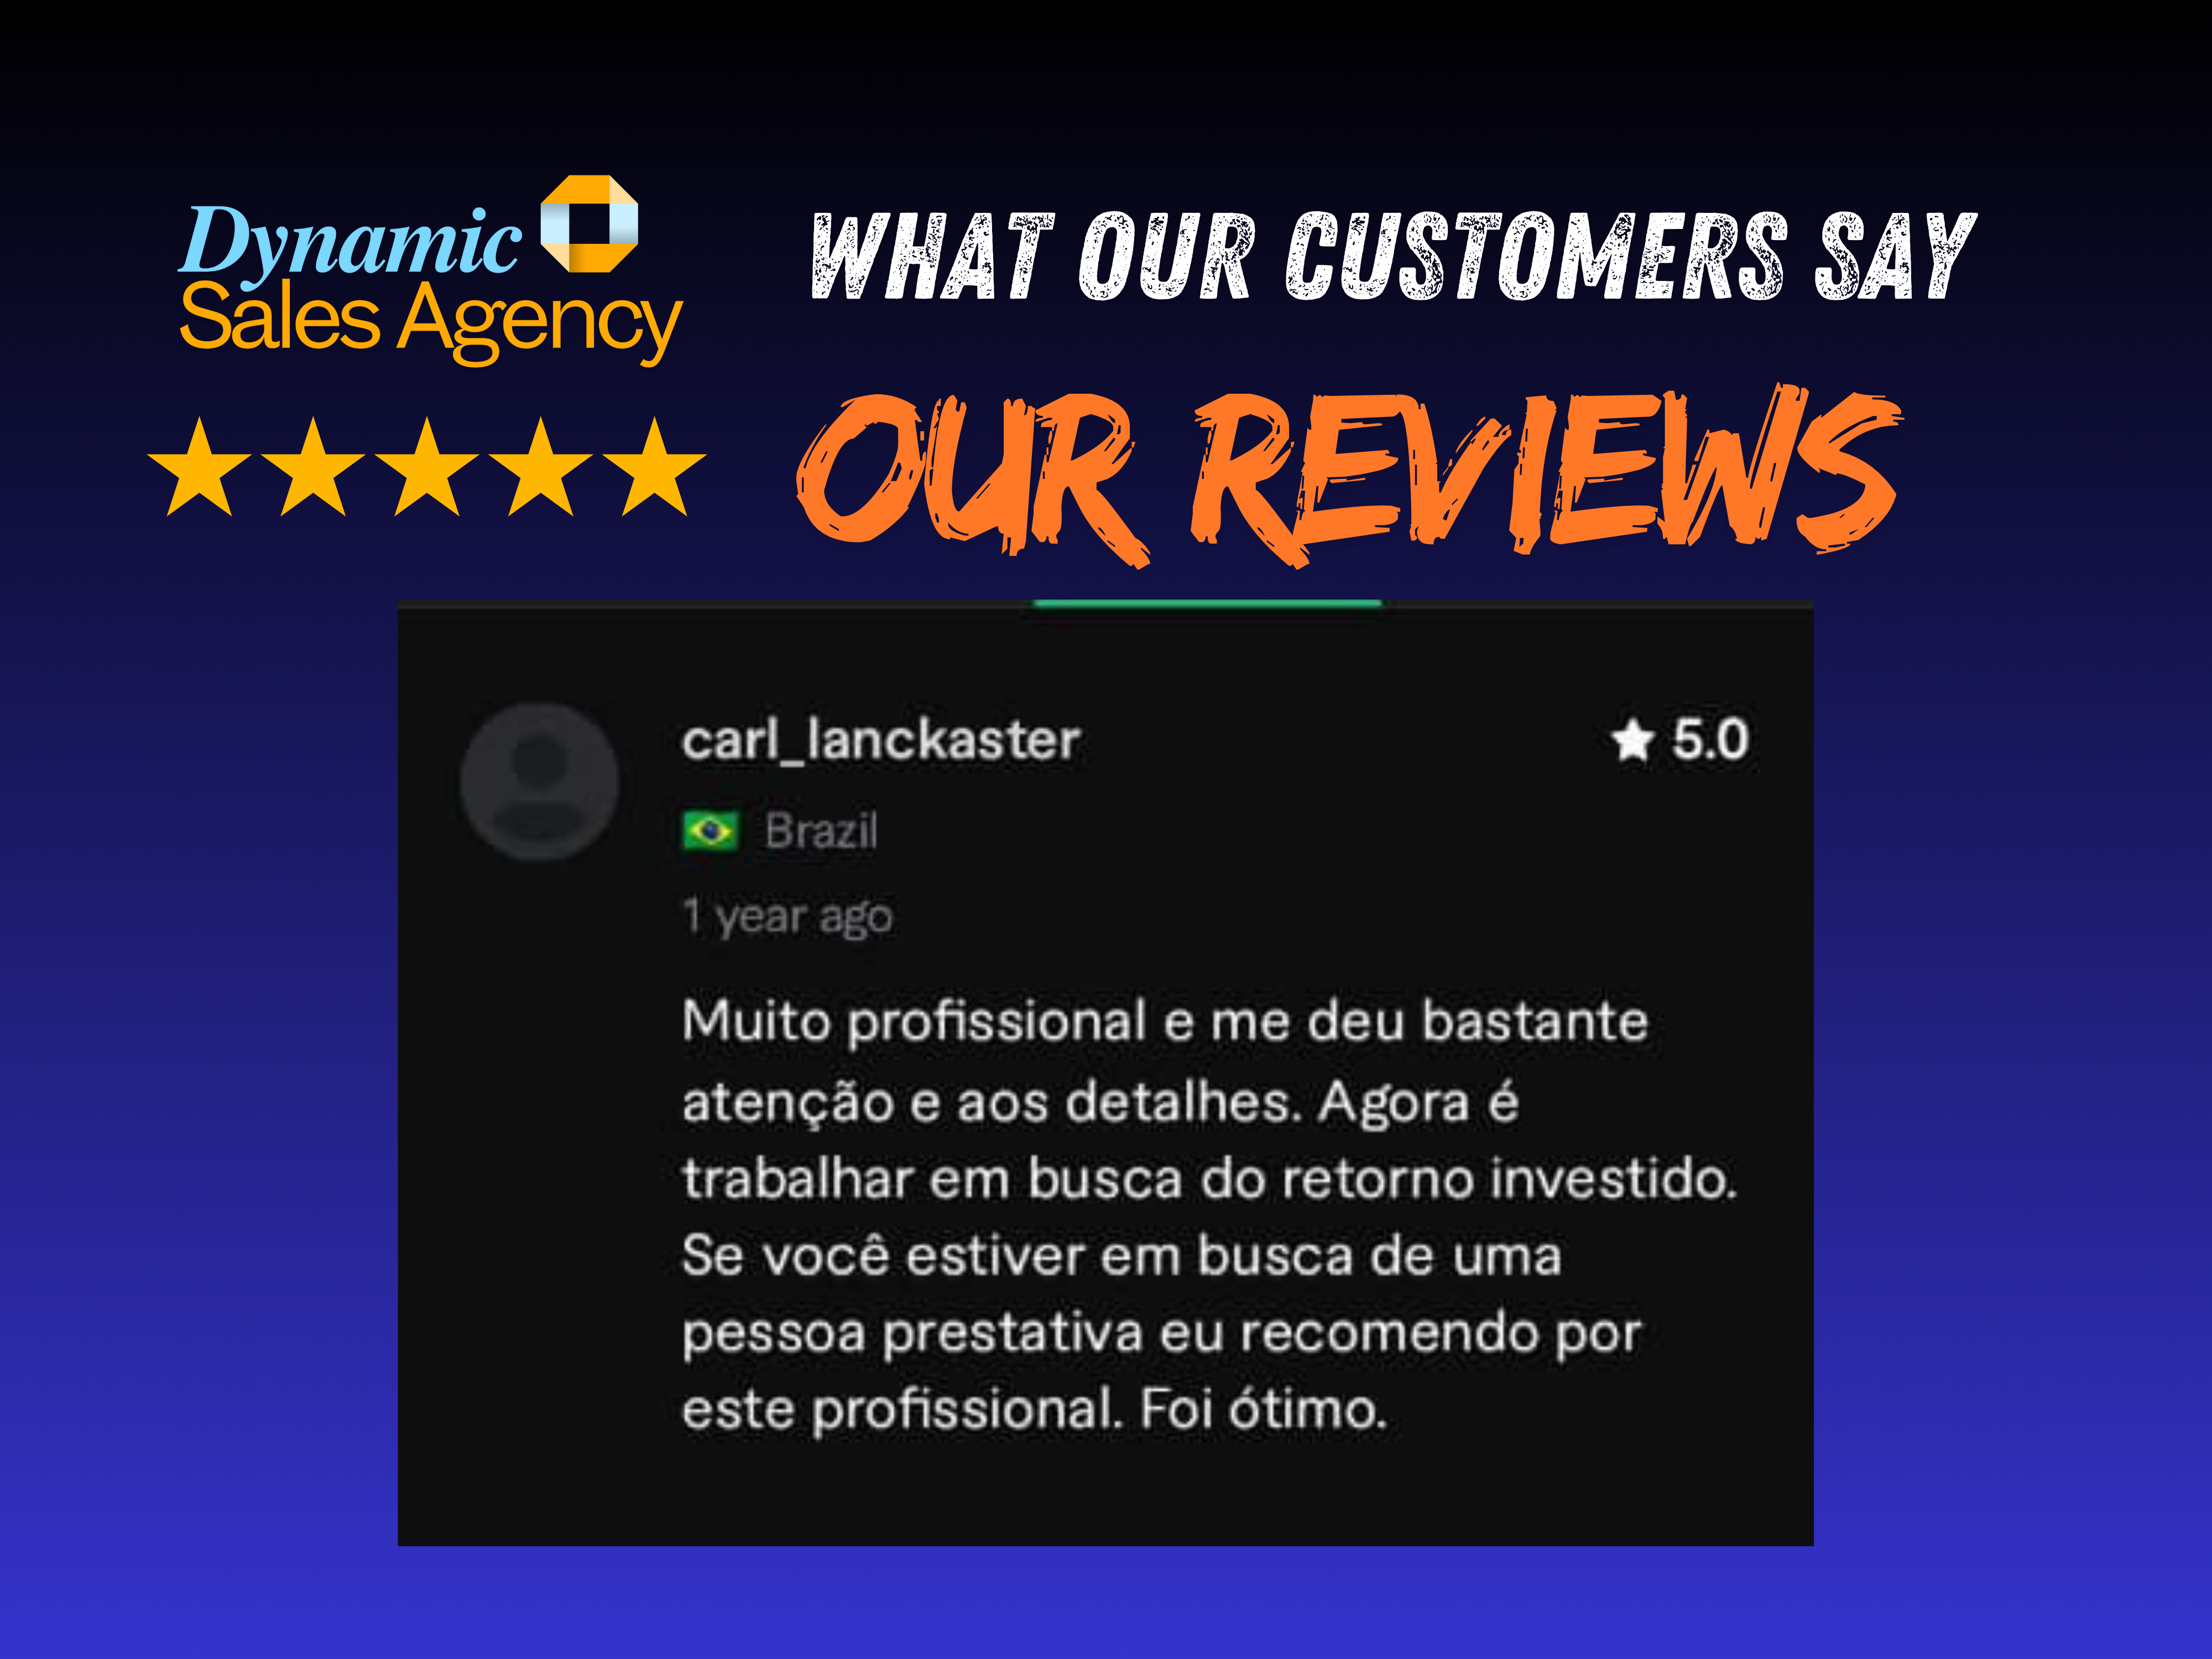 Dynamic
Sales Agency
WHAT OUR CUSTOMERS SAY
OUR REVIEWS
carl_lanckaster
5.0
Brazil
1 year ago
Muito profissional e me deu bastante
atenção e aos detalhes. Agora é
trabalhar em busca do retorno investido.
Se você estiver em busca de uma
pessoa prestativa eu recomendo por
este profissional. Foi ótimo.